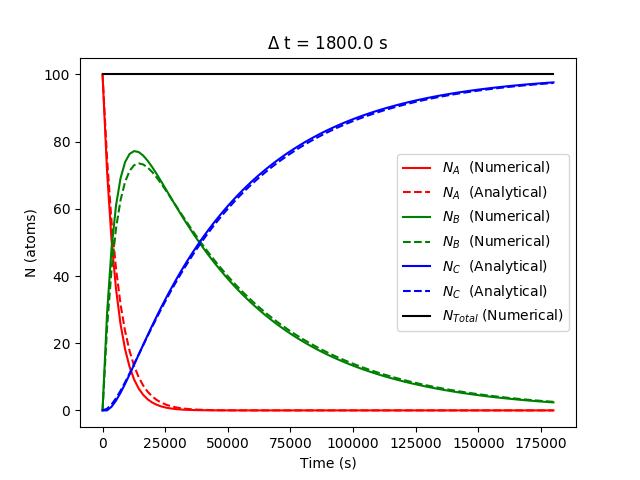 Δ t = 1800.0 s
N (atoms)
100
80
60
40
20
0
N_A (Numerical)
N_A (Analytical)
N_B (Numerical)
N_B (Numerical)
N_C (Analytical)
N_C (Analytical)
N_Total (Numerical)
0 25000 50000 75000 100000 125000 150000 175000
Time (s)